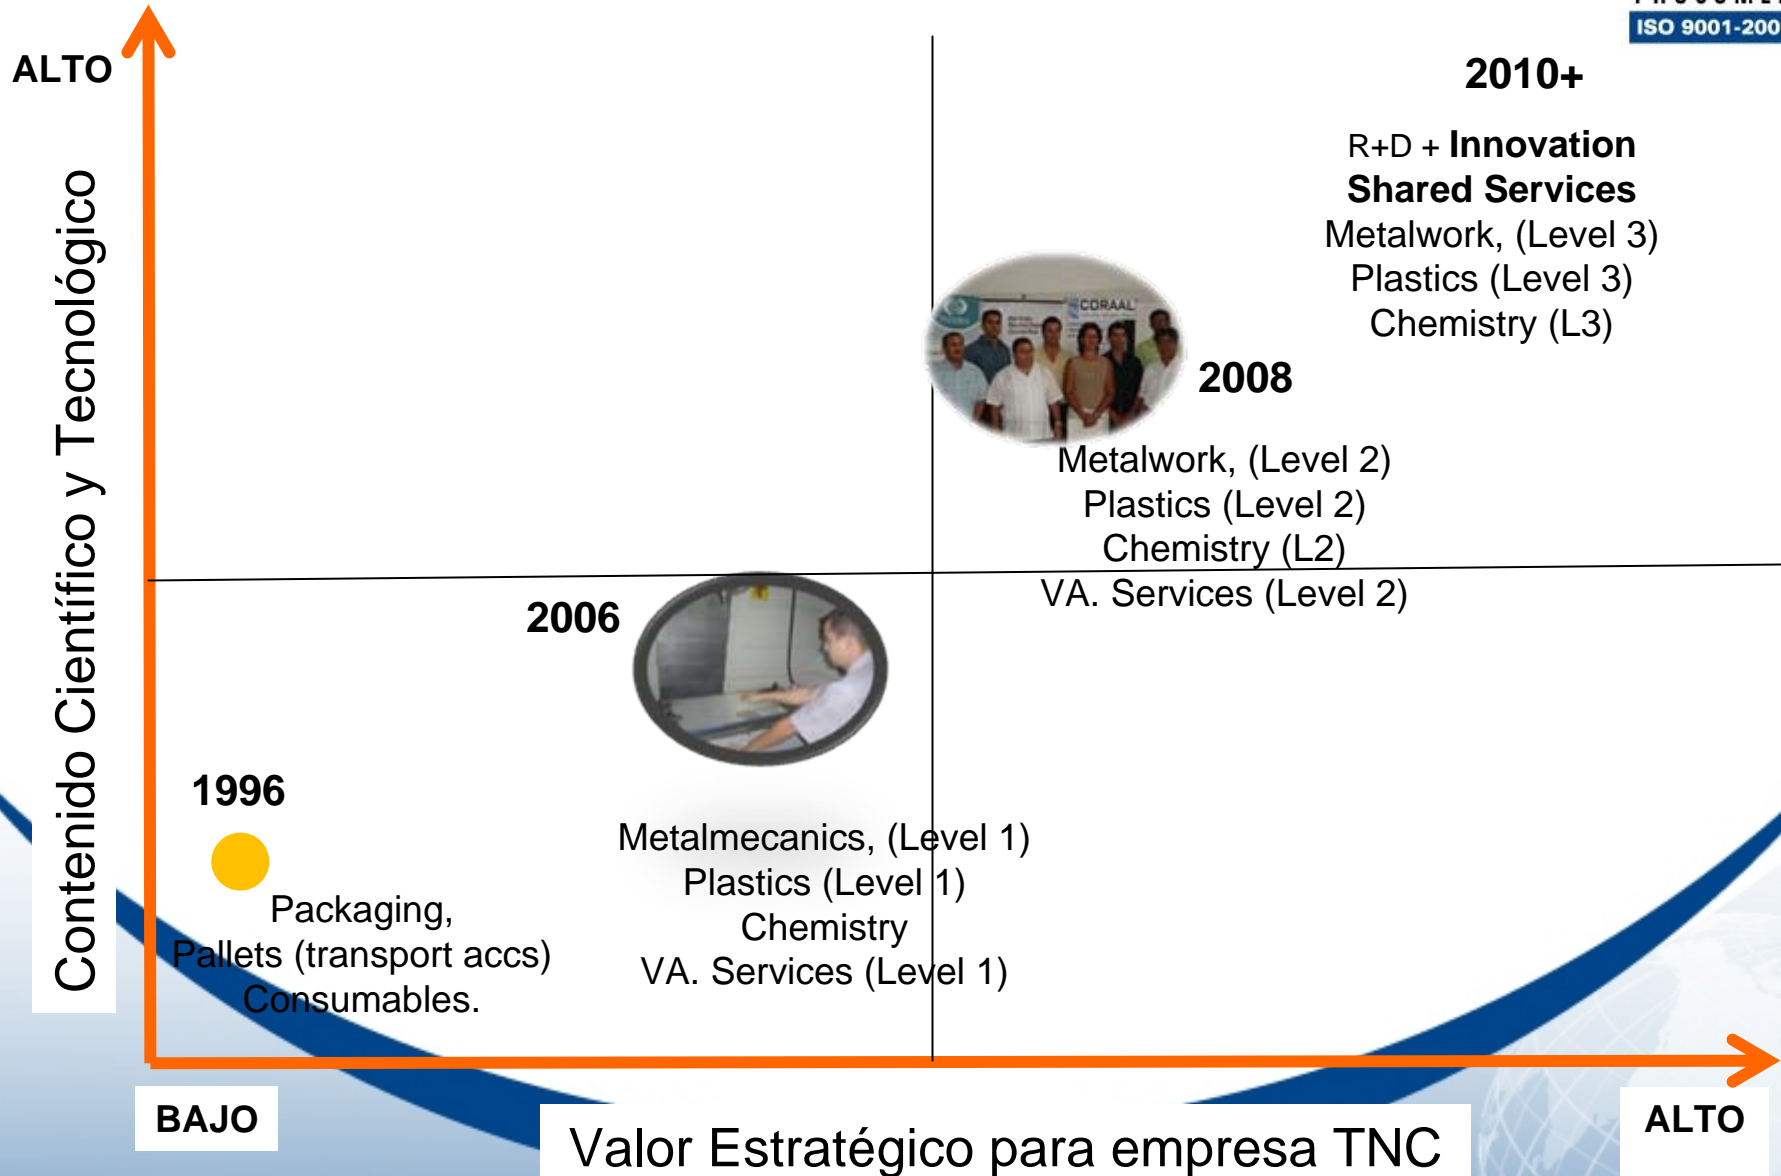 ISO 9001-200
ALTO
2010+
R+D + Innovation
Shared Services
Metalwork, (Level 3)
Plastics (Level 3)
Chemistry (L3)
CDRAAL
2008
Metalwork, (Level 2)
Plastics (Level 2)
Chemistry (L2)
VA. Services (Level 2)
2006
Metalmecanics, (Level 1)
Plastics (Level 1)
Chemistry
VA. Services (Level 1)
1996
Packaging,
Pallets (transport accs)
Consumables.
Contenido Científico y Tecnológico
BAJO
Valor Estratégico para empresa TNC
ALTO